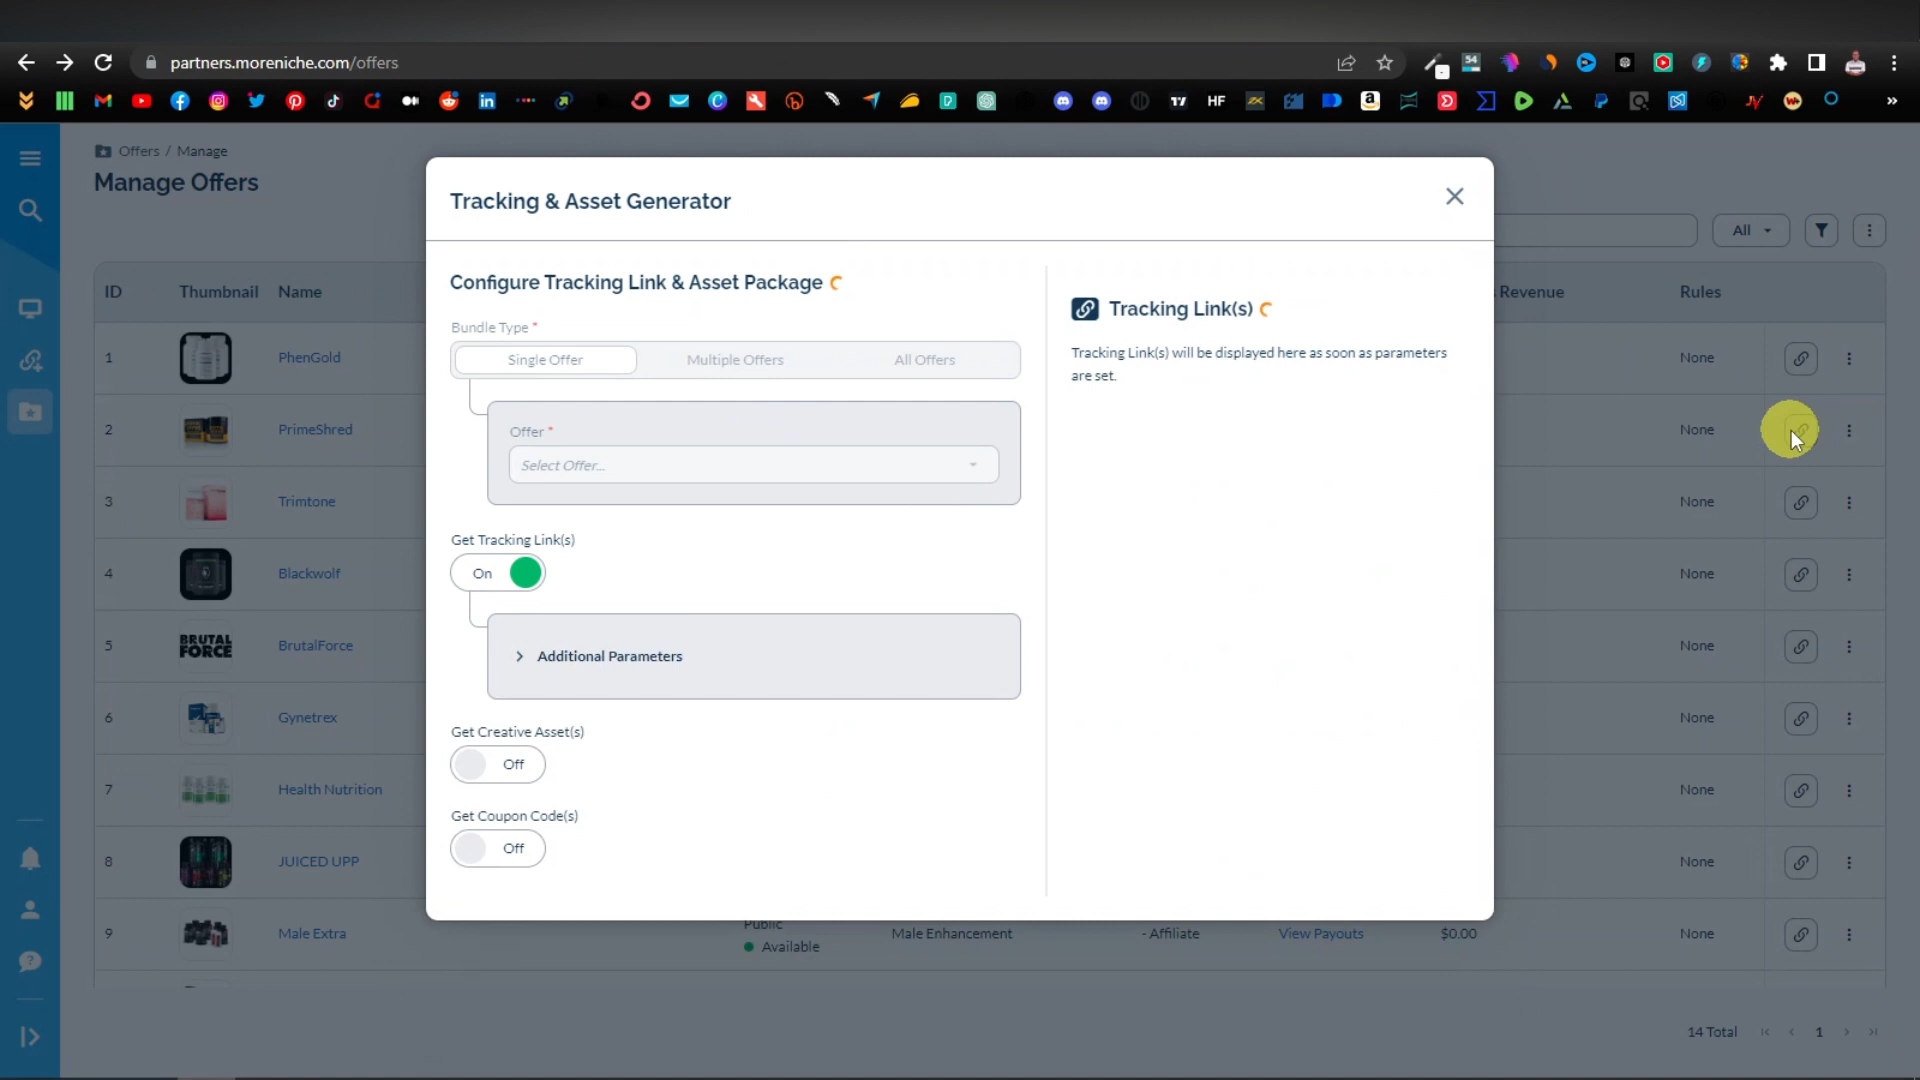 partners.moreniche.com/offers
54
TV
HF
Offers / Manage
Manage Offers
All
ID
Thumbnail
Name
Revenue
Rules
1
PhenGold
None
2
PrimeShred
None
3
Trimtone
None
4
Blackwolf
None
5
BRUTAL
FORCE
BrutalForce
None
6
Gynetrex
None
7
Health Nutrition
None
8
JUICED UPP
None
9
Male Extra
Public
Available
Male Enhancement
- Affiliate
View Payouts
$0.00
None
14 Total
1
Tracking & Asset Generator
Configure Tracking Link & Asset Package
Bundle Type *
Single Offer
Multiple Offers
All Offers
Offer *
Select Offer...
Get Tracking Link(s)
On
Additional Parameters
Get Creative Asset(s)
Off
Get Coupon Code(s)
Off
Tracking Link(s)
Tracking Link(s) will be displayed here as soon as parameters
are set.